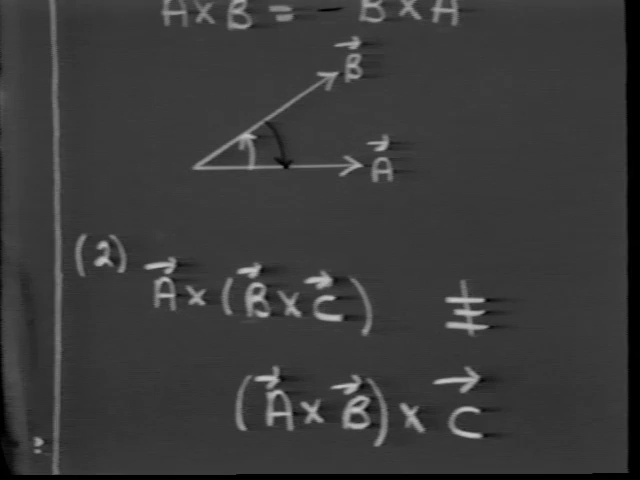 A×B = - B×A
B⃗
A⃗
(2)
A⃗ × (B⃗ × C⃗) ≠
(A⃗ × B⃗) × C⃗